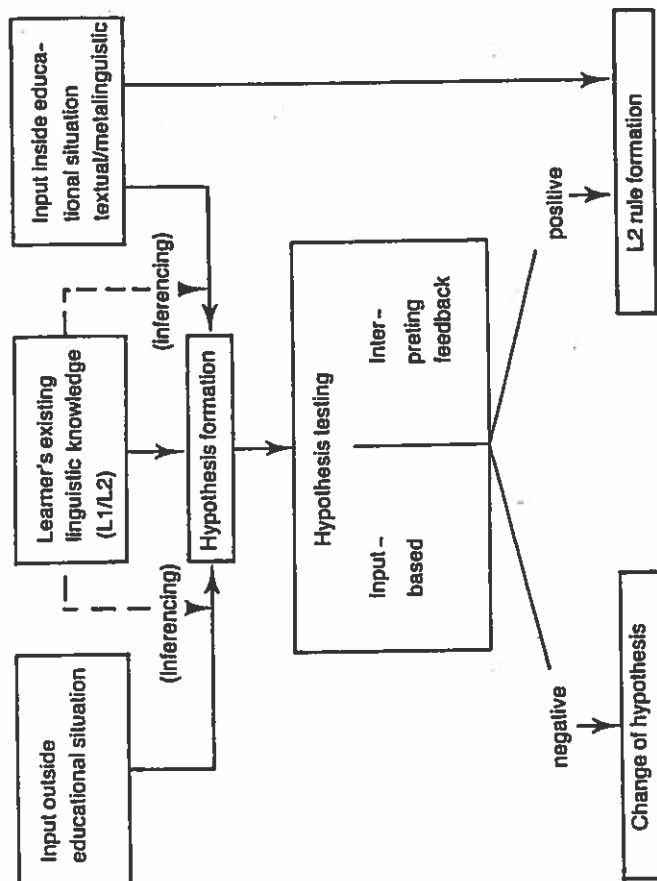 Input outside
educational situation
Learner's existing
linguistic knowledge
(L1/L2)
Input inside educa-
tional situation
textual/metalinguistic
(Inferencing)
(Inferencing)
Hypothesis formation
Hypothesis testing
Input –
based
Inter –
preting
feedback
negative
positive
Change of hypothesis
L2 rule formation